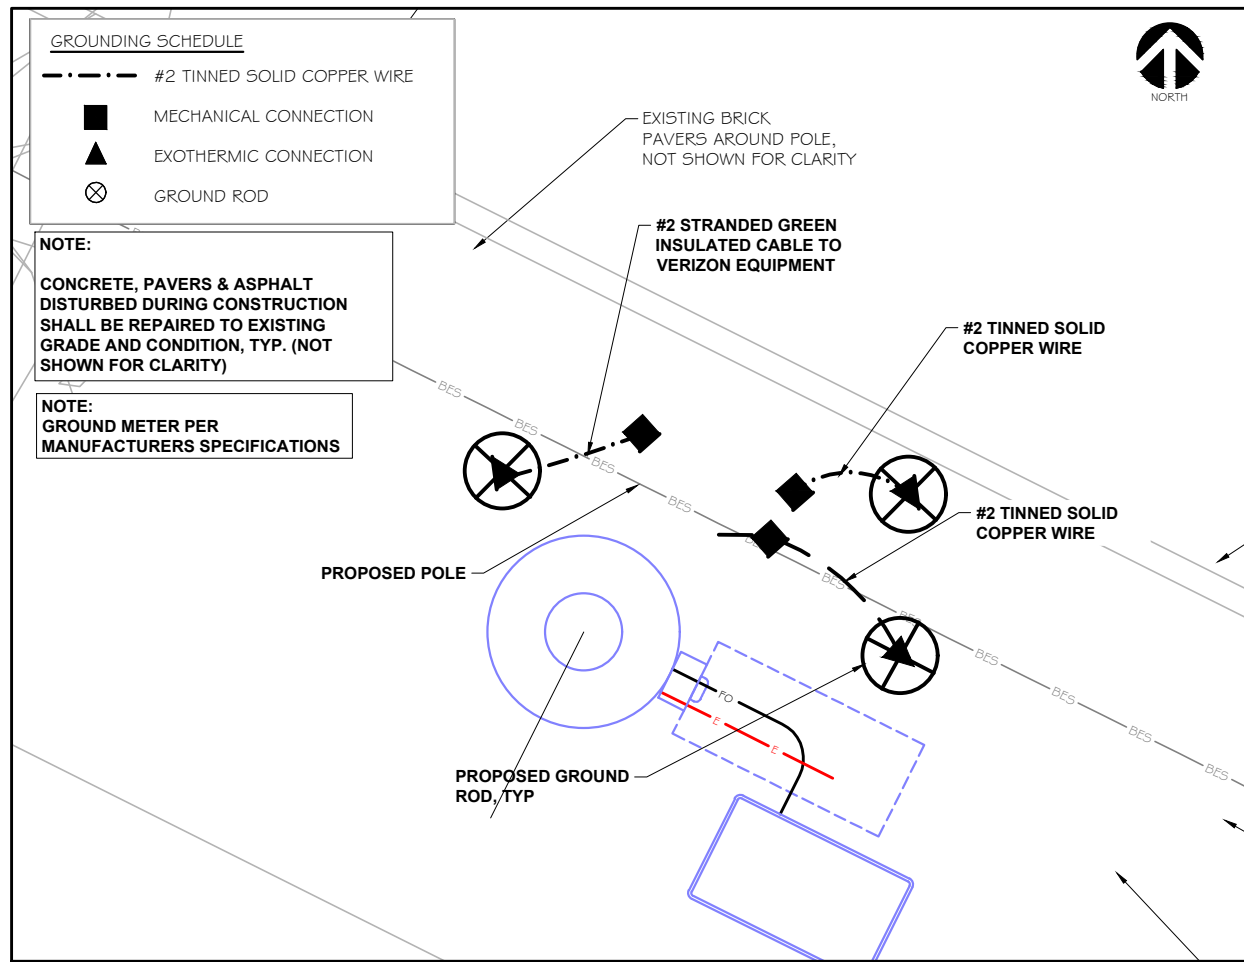 GROUNDING SCHEDULE
#2 TINNED SOLID COPPER WIRE
MECHANICAL CONNECTION
EXOTHERMIC CONNECTION
GROUND ROD
NORTH
EXISTING BRICK
PAVERS AROUND POLE,
NOT SHOWN FOR CLARITY
NOTE:
CONCRETE, PAVERS & ASPHALT
DISTURBED DURING CONSTRUCTION
SHALL BE REPAIRED TO EXISTING
GRADE AND CONDITION, TYP. (NOT
SHOWN FOR CLARITY)
NOTE:
GROUND METER PER
MANUFACTURERS SPECIFICATIONS
#2 STRANDED GREEN
INSULATED CABLE TO
VERIZON EQUIPMENT
#2 TINNED SOLID
COPPER WIRE
#2 TINNED SOLID
COPPER WIRE
PROPOSED POLE
PROPOSED GROUND
ROD, TYP
BES
BES
BES
BES
BES
BES
BES
BES
BES
BES
BES
FO
E
E